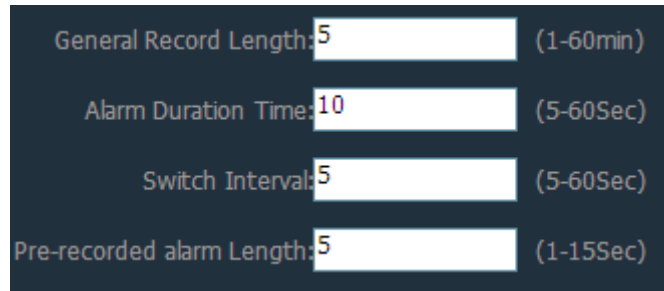 General Record Length:5 (1-60min)
Alarm Duration Time:10 (5-60Sec)
Switch Interval:5 (5-60Sec)
Pre-recorded alarm Length:5 (1-15Sec)